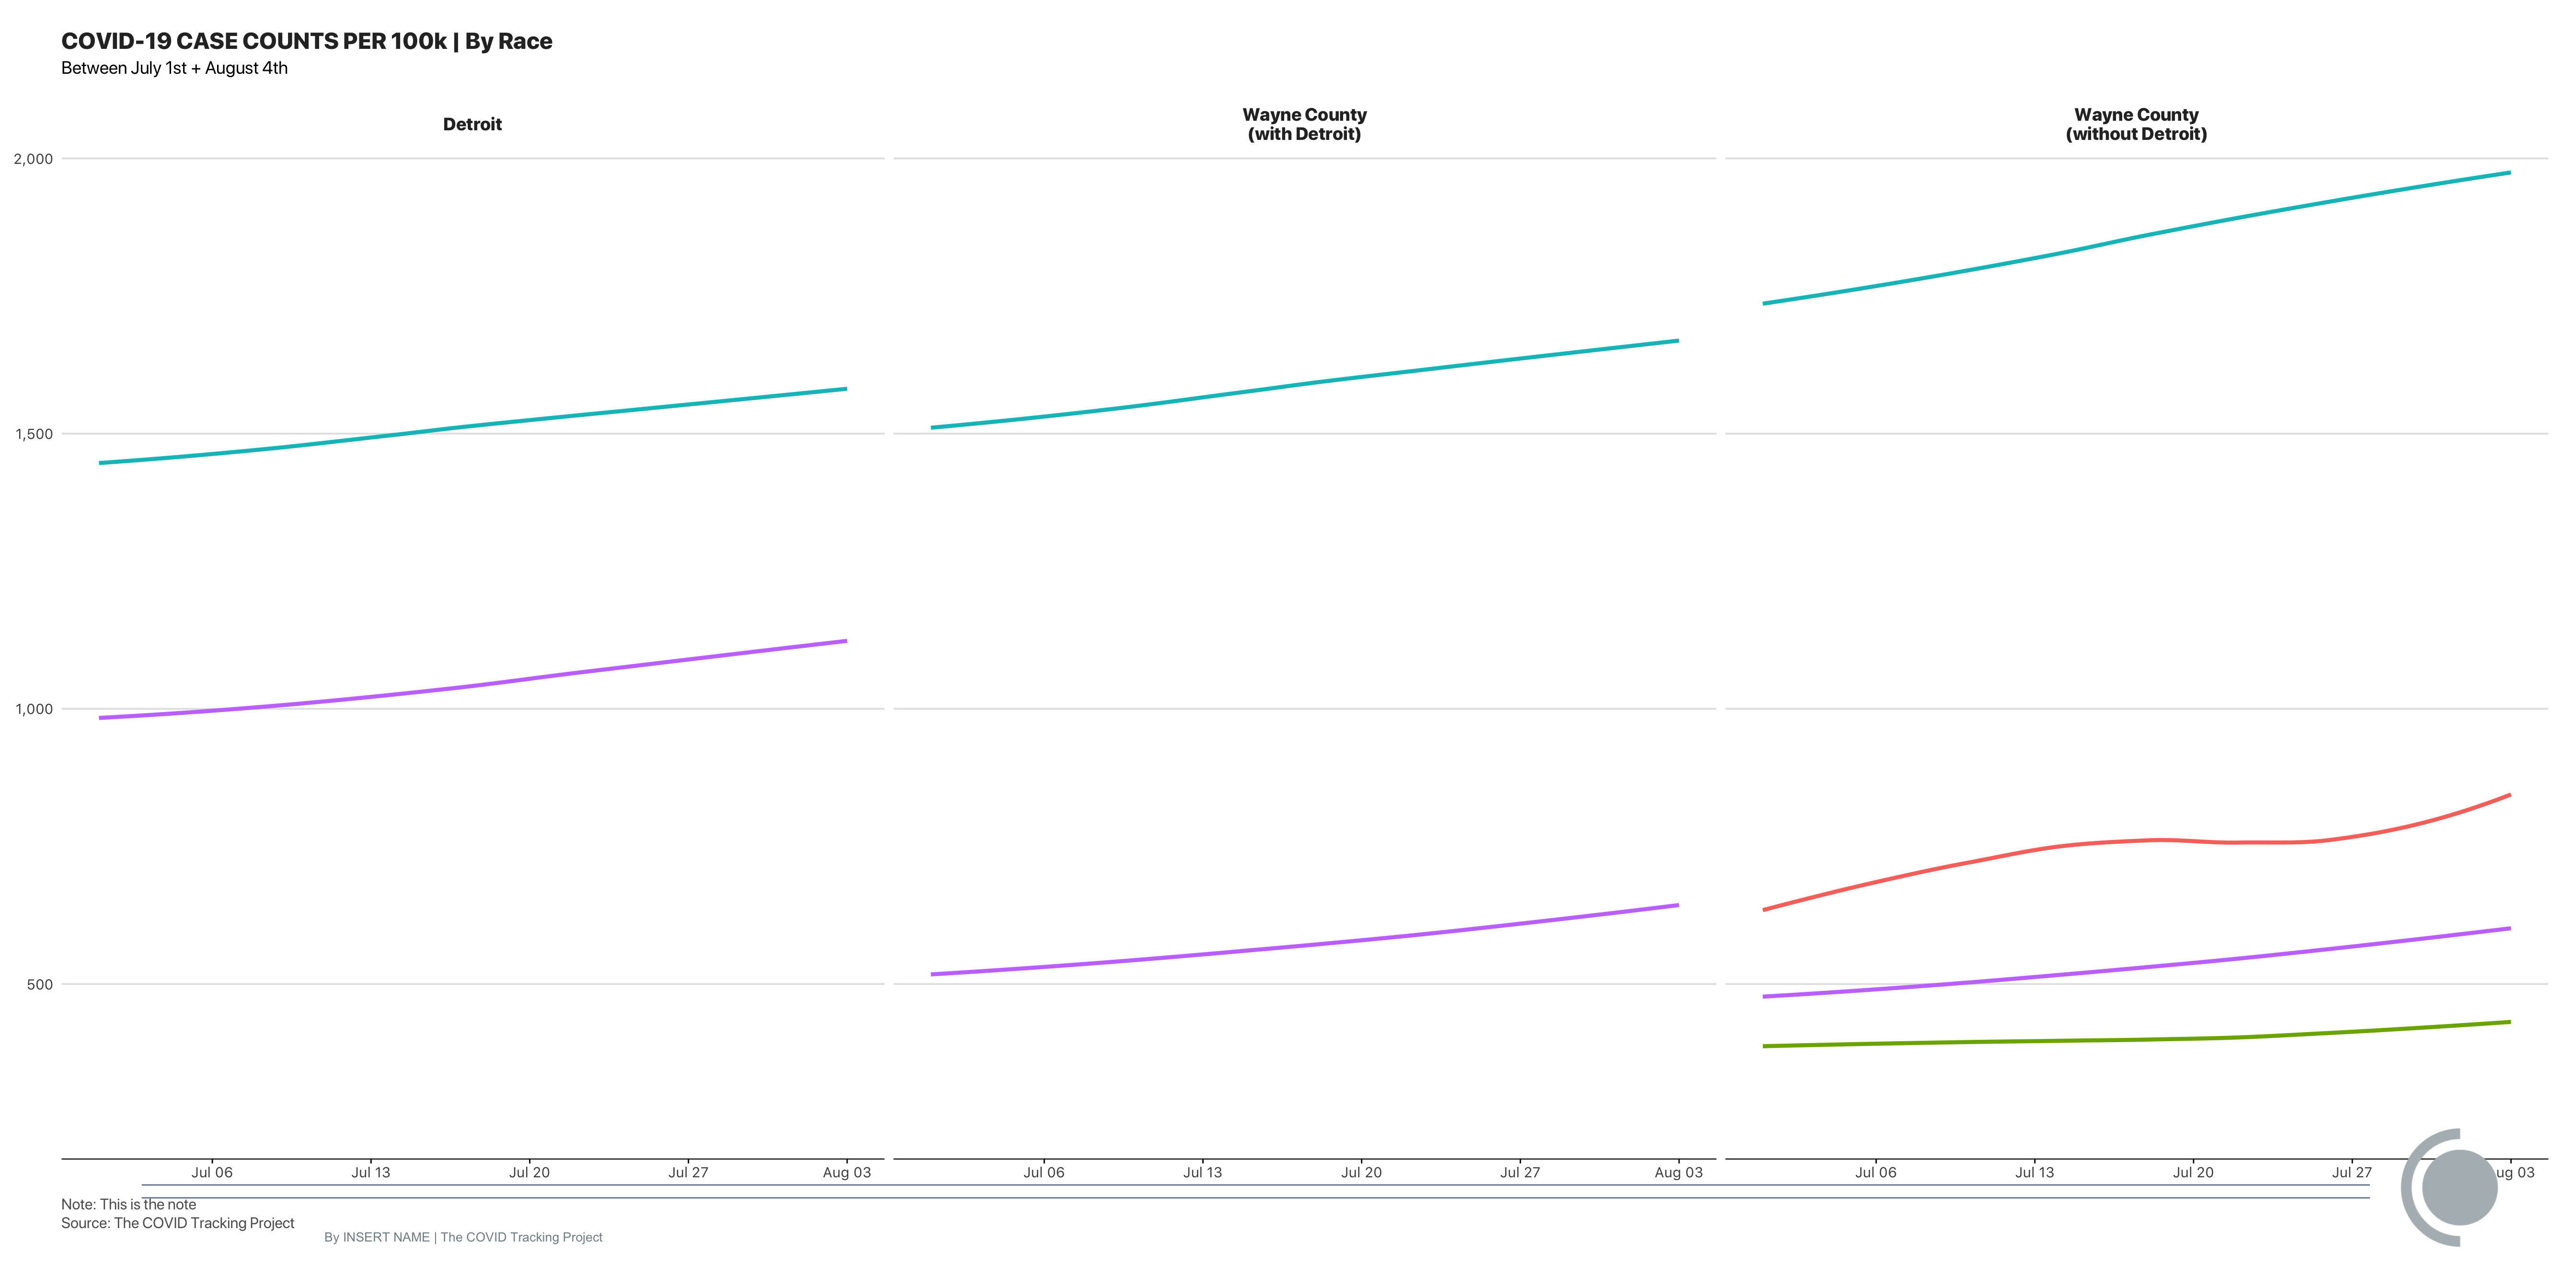 COVID-19 CASE COUNTS PER 100k | By Race
Between July 1st + August 4th
Detroit
Wayne County
(with Detroit)
Wayne County
(without Detroit)
2,000
1,500
1,000
500
Jul 06 Jul 13 Jul 20 Jul 27 Aug 03
Jul 06 Jul 13 Jul 20 Jul 27 Aug 03
Jul 06 Jul 13 Jul 20 Jul 27 ug 03
Note: This is the note
Source: The COVID Tracking Project
By INSERT NAME | The COVID Tracking Project